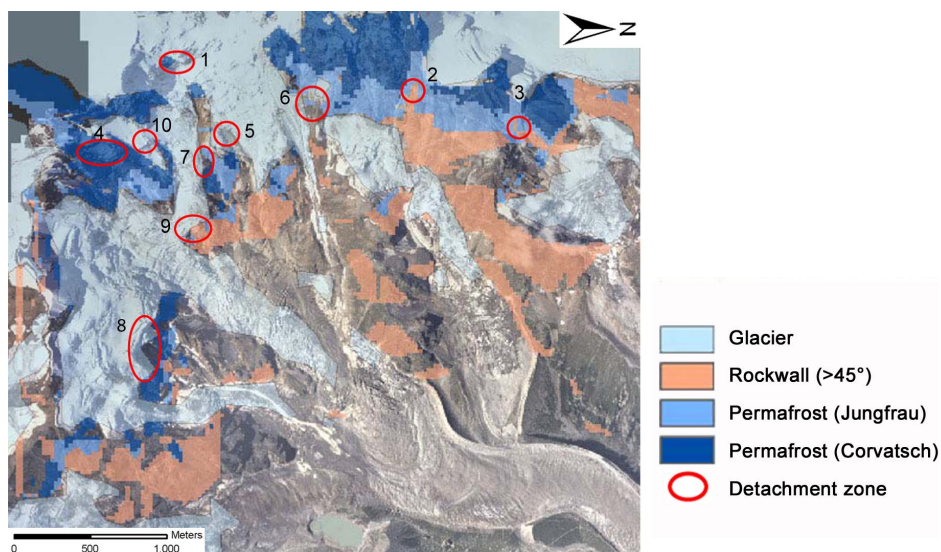 N
1
2
3
6
10
4
5
7
9
8
Meters
0 500 1.000
Glacier
Rockwall (>45°)
Permafrost (Jungfrau)
Permafrost (Corvatsch)
Detachment zone